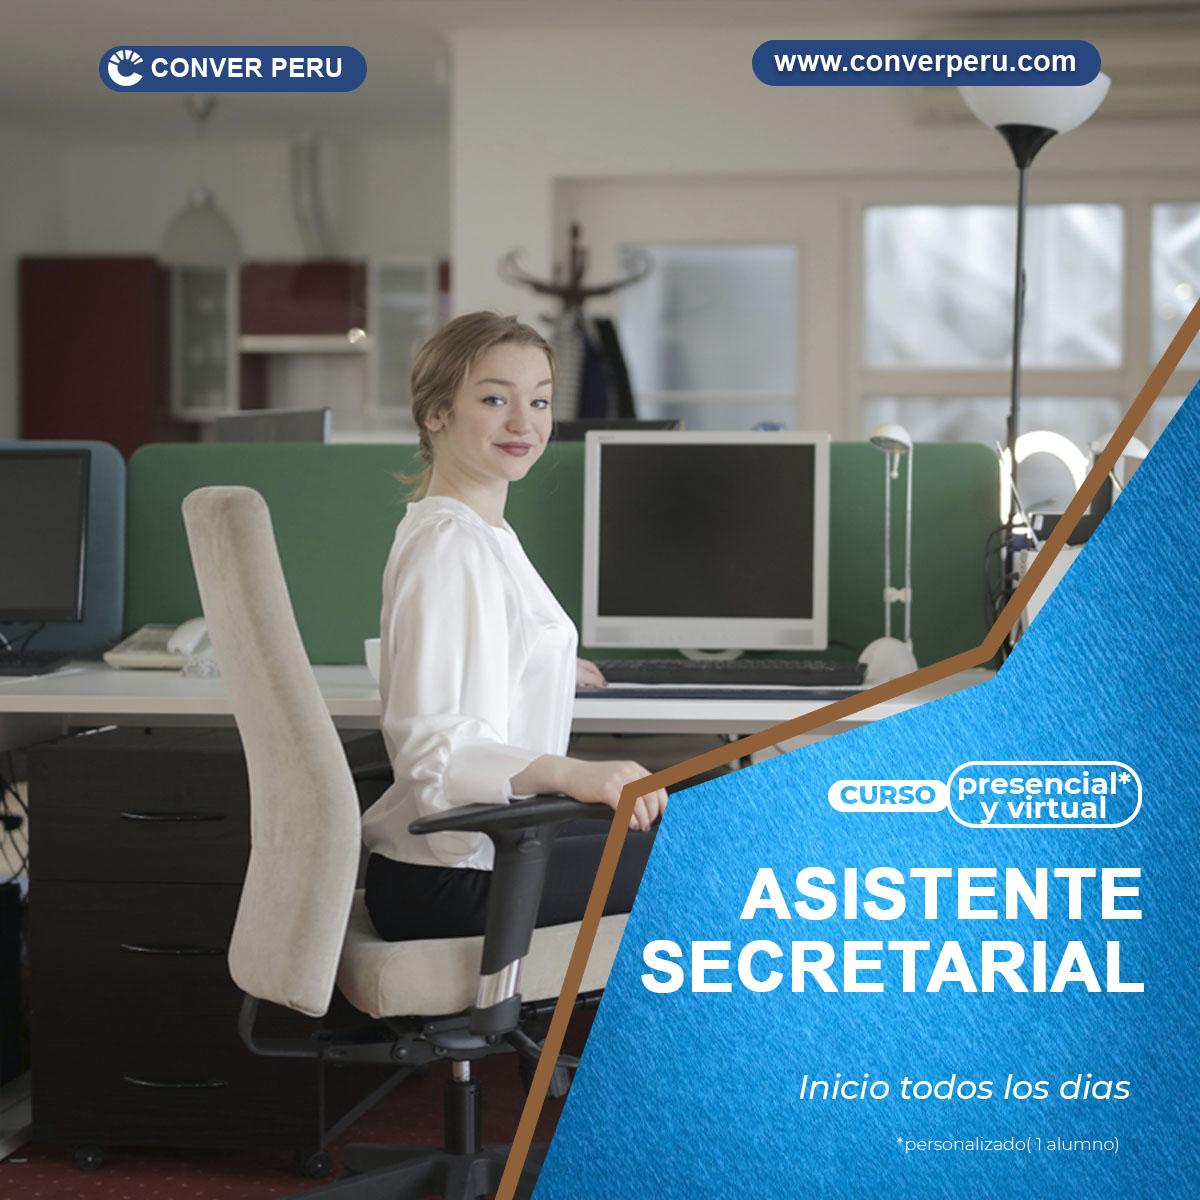 CONVER PERU
www.converperu.com
CURSO
presencial*
y virtual
ASISTENTE
SECRETARIAL
Inicio todos los dias
*personalizado( 1 alumno)